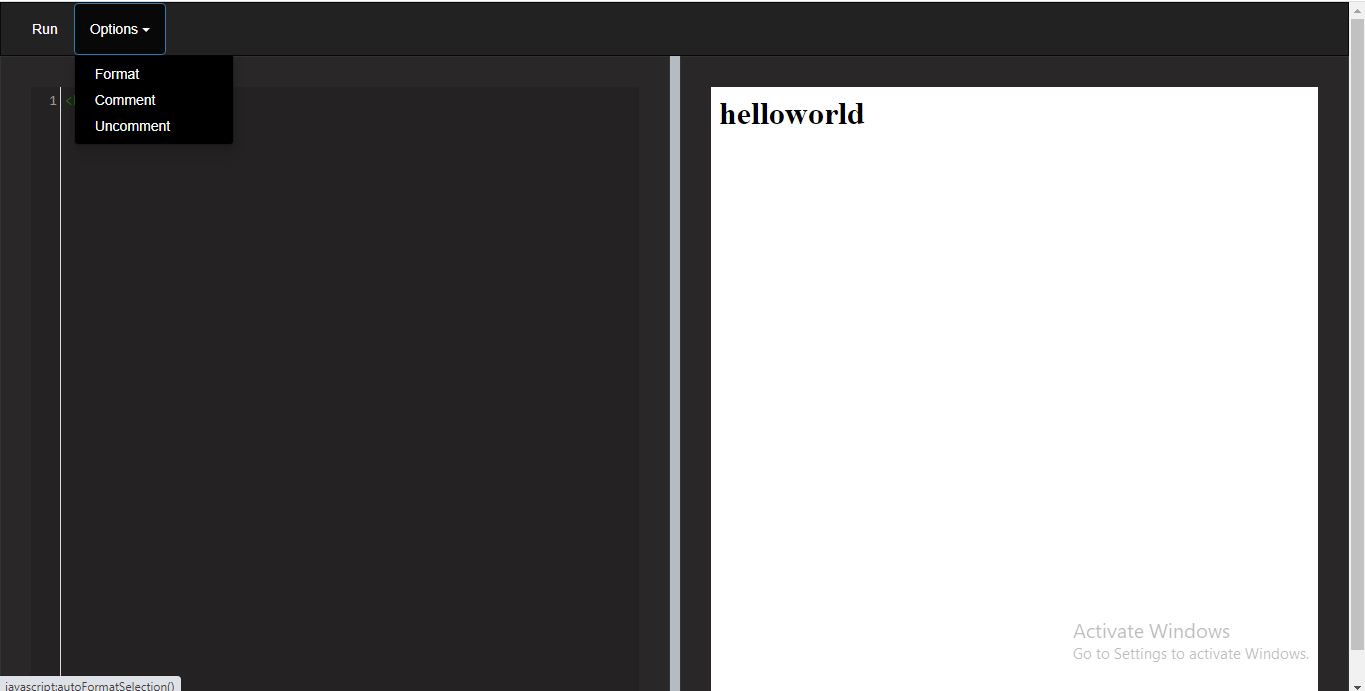 Run Options
Format
Comment
Uncomment
1 <
helloworld
Activate Windows
Go to Settings to activate Windows.
javascript:autoFormatSelection()